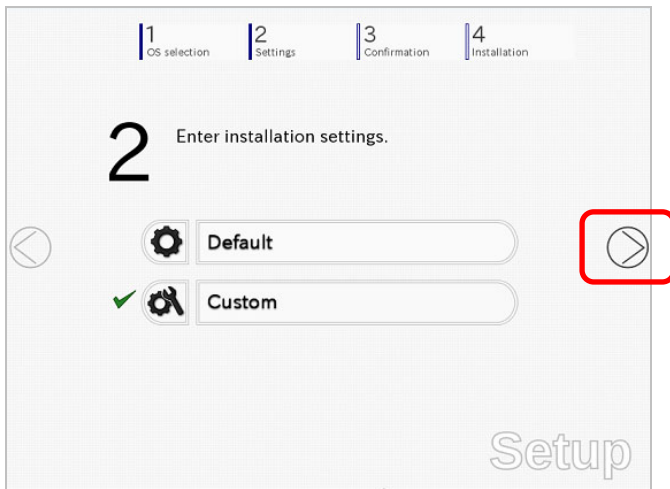 1
OS selection
2
Settings
3
Confirmation
4
Installation
2
Enter installation settings.
Default
Custom
Setup